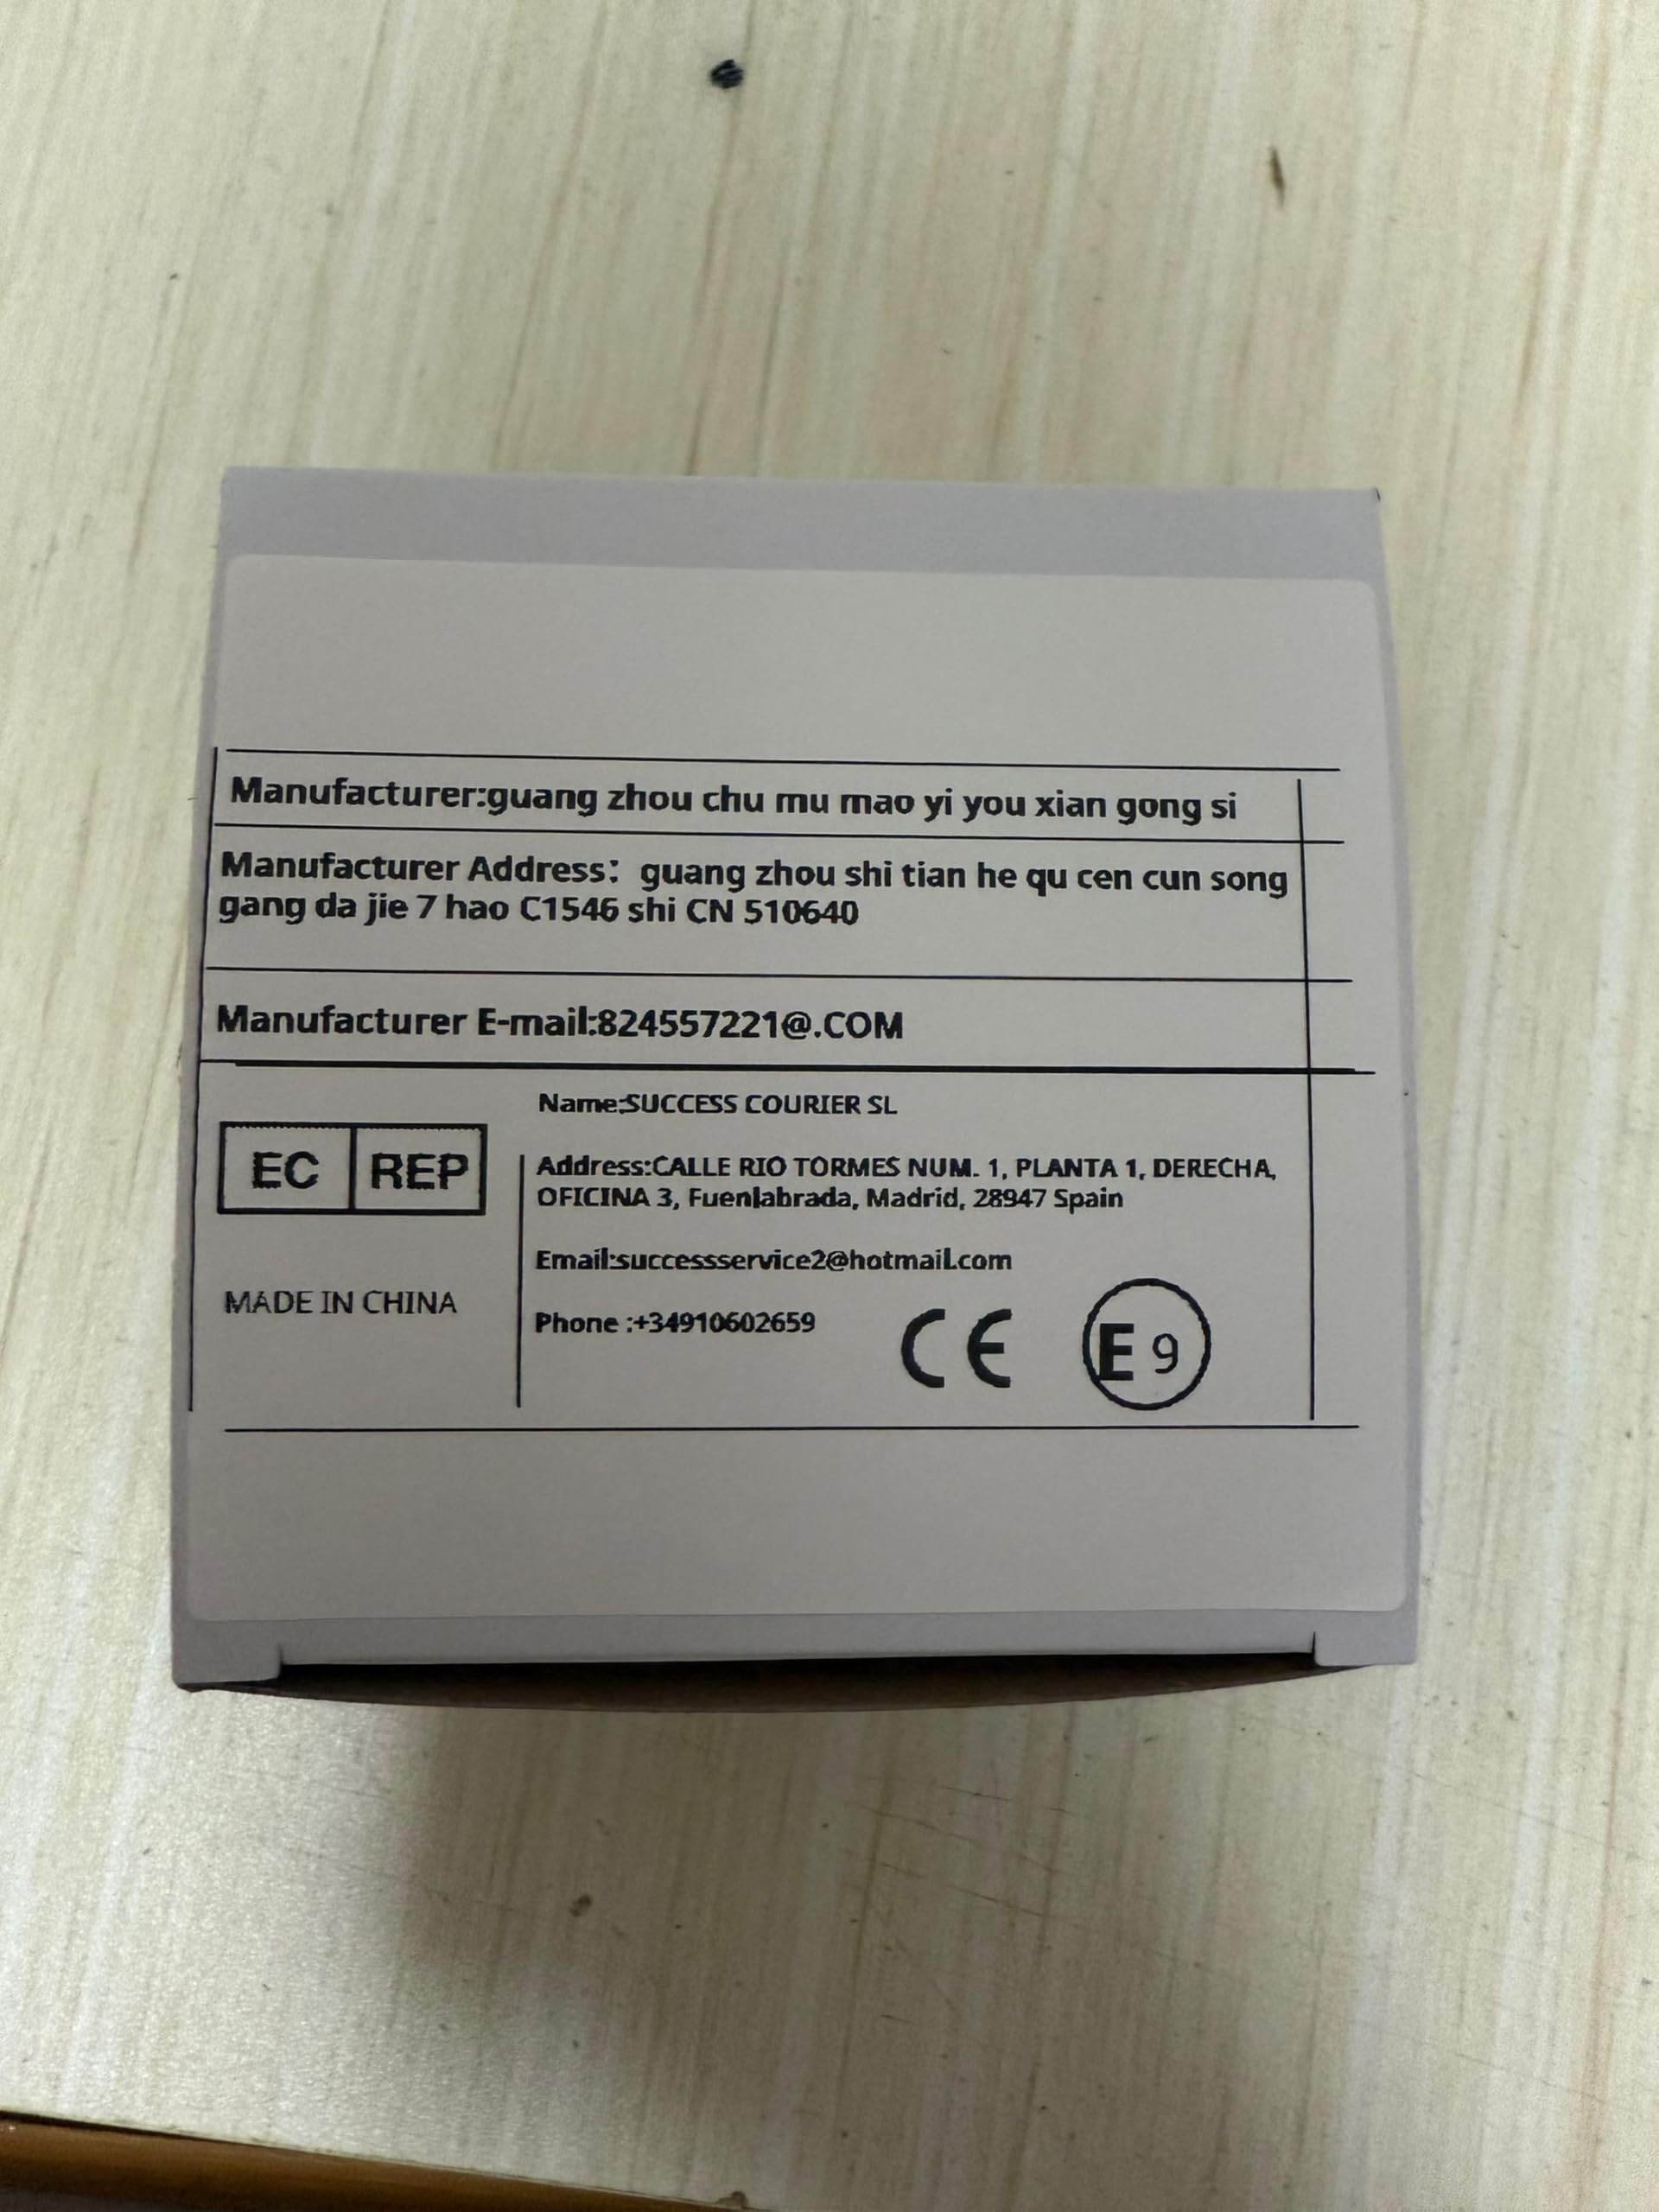 Manufacturer:guang zhou chu mu mao yi you xian gong si
Manufacturer Address： guang zhou shi tian he qu cen cun song
gang da jie 7 hao C1546 shi CN 510640
Manufacturer E-mail:824557221@.COM
EC REP
MADE IN CHINA
Name:SUCCESS COURIER SL
Address:CALLE RIO TORMES NUM. 1, PLANTA 1, DERECHA,
OFICINA 3, Fuenlabrada, Madrid, 28947 Spain
Email:successservice2@hotmail.com
Phone :+34910602659
CE E9